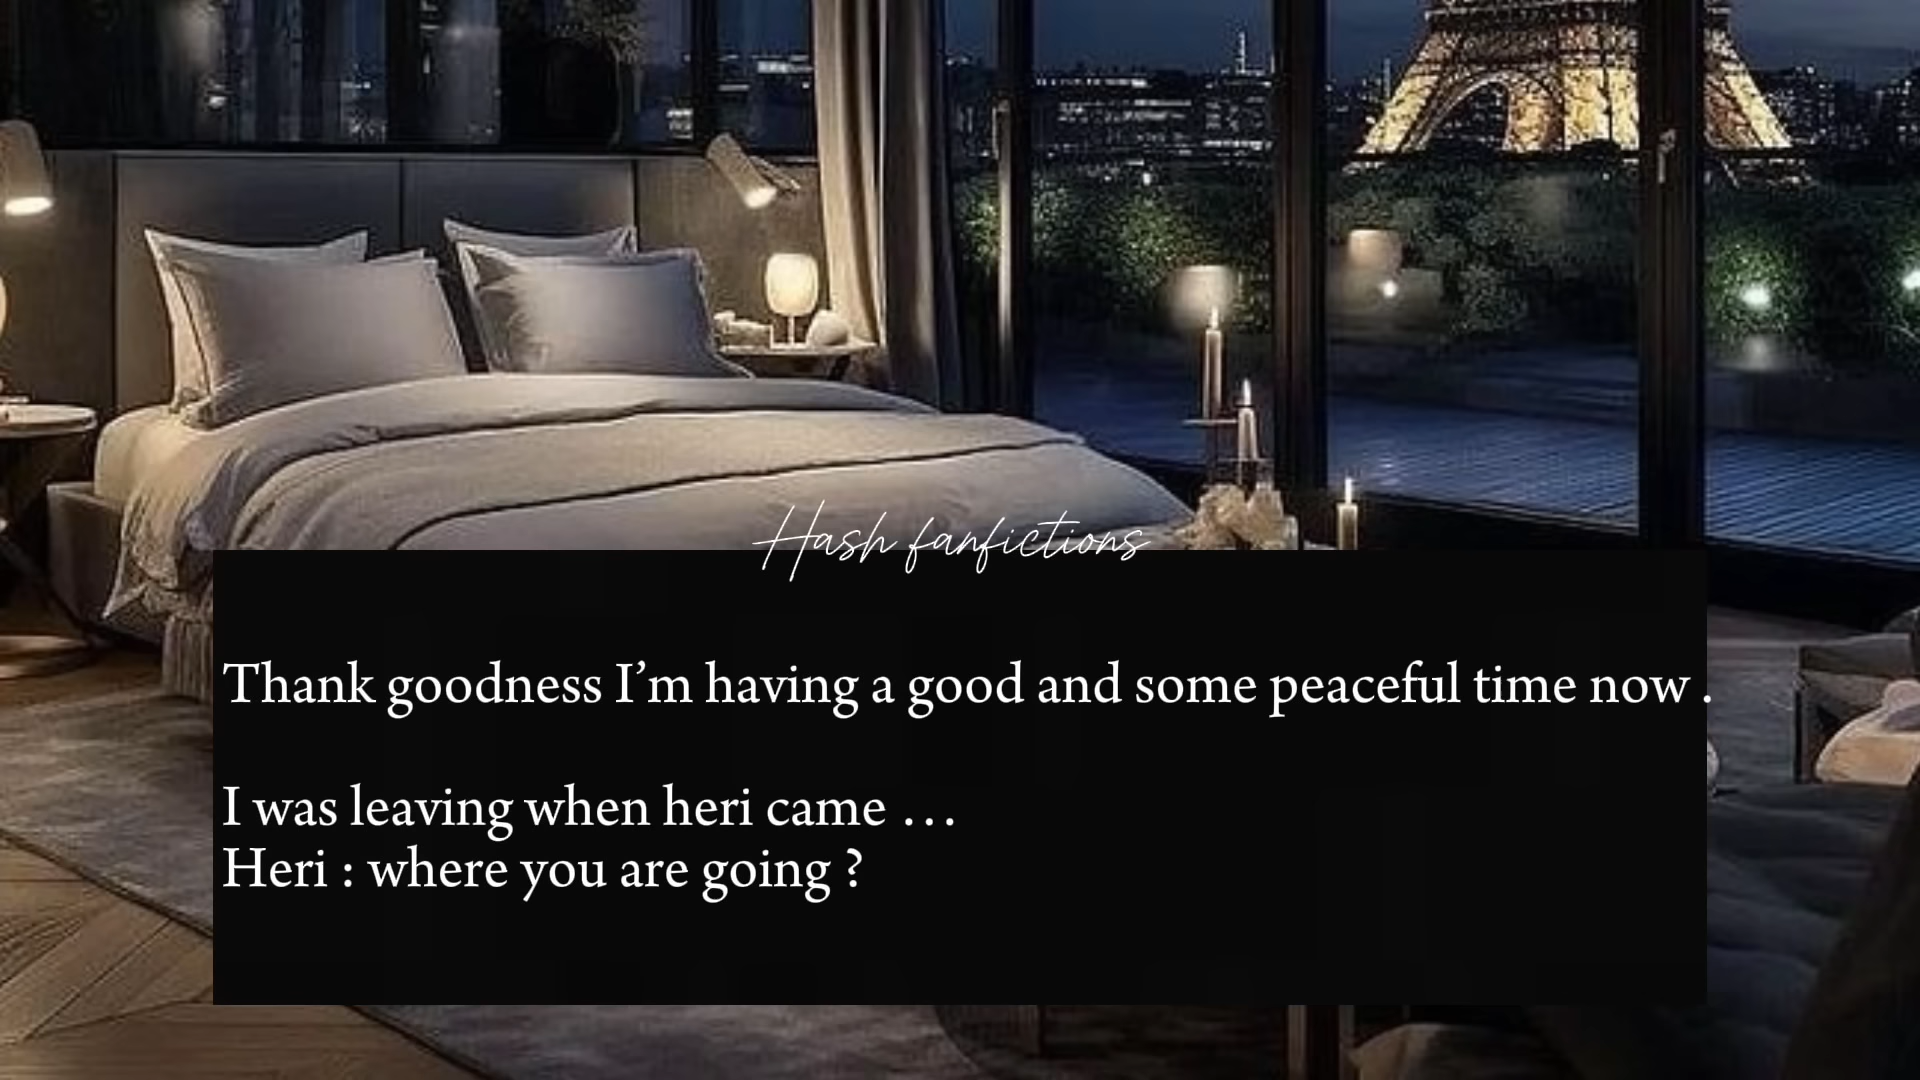 Hash fanfictions
Thank goodness I’m having a good and some peaceful time now .
I was leaving when heri came …
Heri : where you are going ?